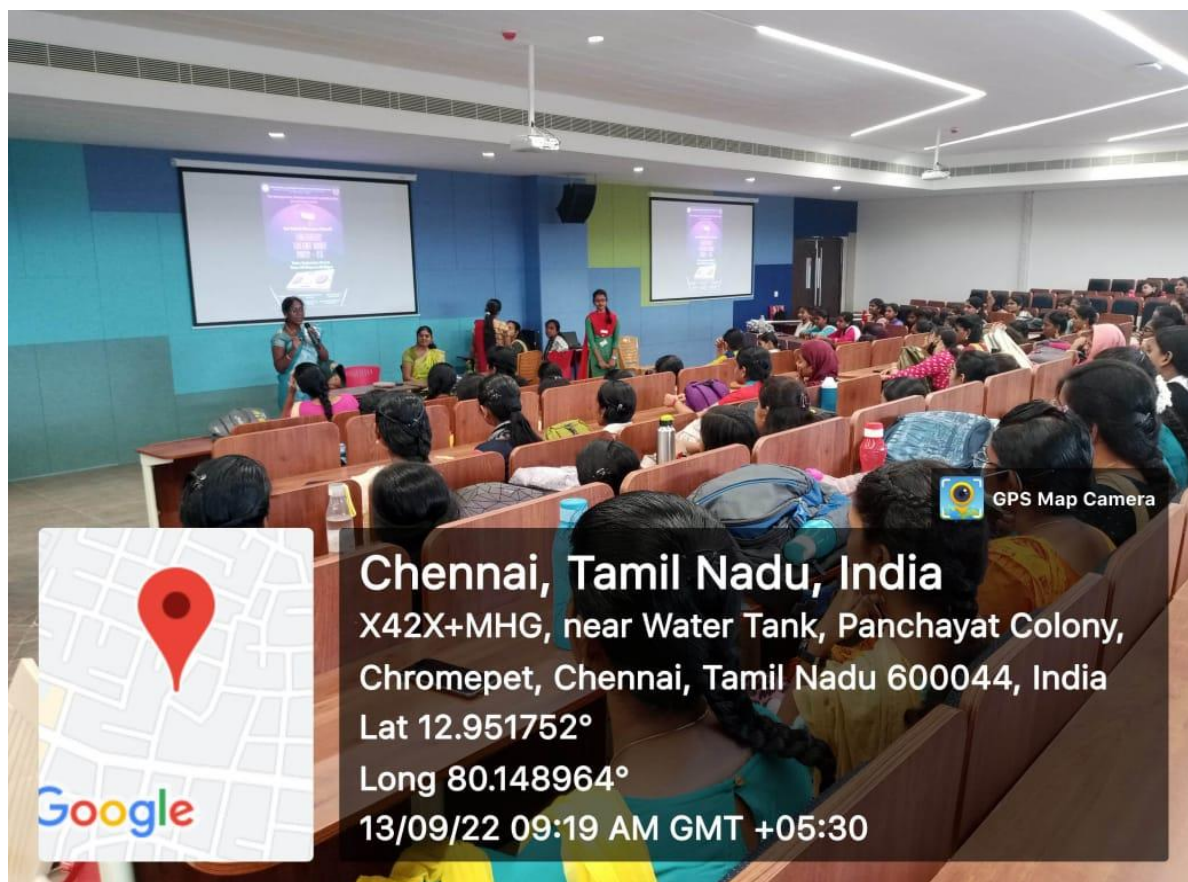 GPS Map Camera
Chennai, Tamil Nadu, India
X42X+MHG, near Water Tank, Panchayat Colony,
Chromepet, Chennai, Tamil Nadu 600044, India
Lat 12.951752°
Long 80.148964°
13/09/22 09:19 AM GMT +05:30
Google